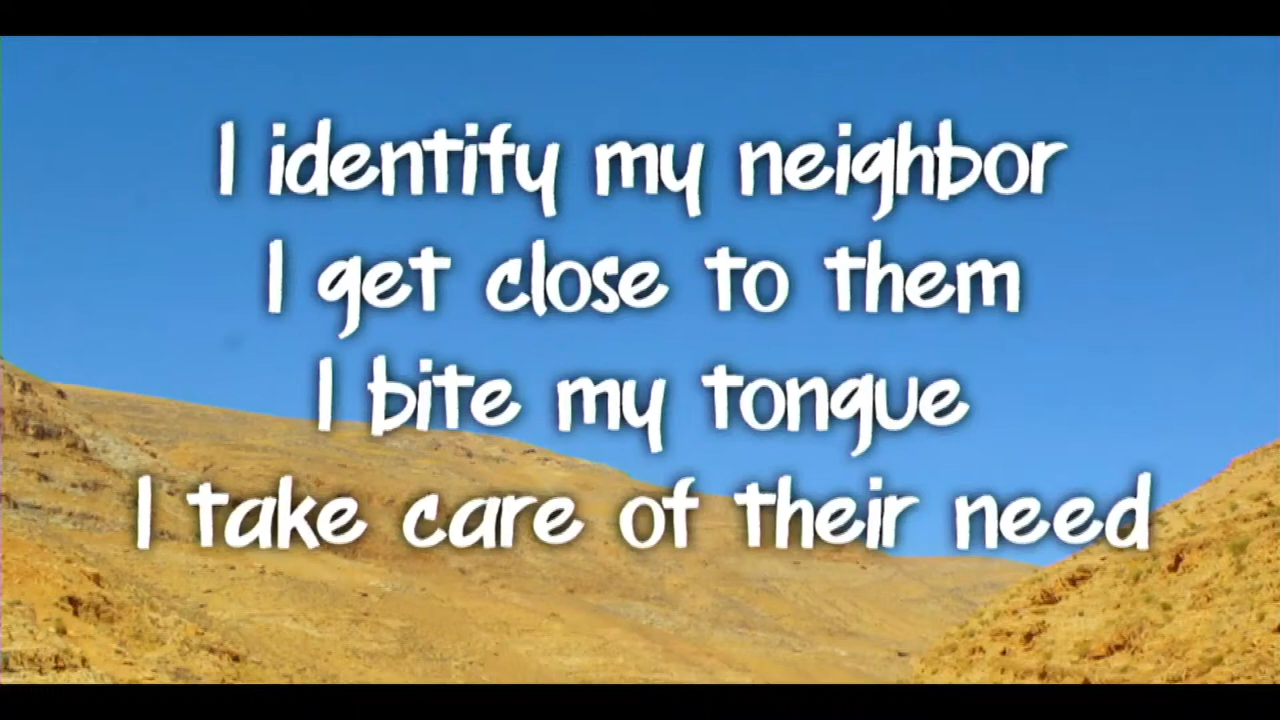 I identify my neighbor
I get close to them
I bite my tongue
I take care of their need